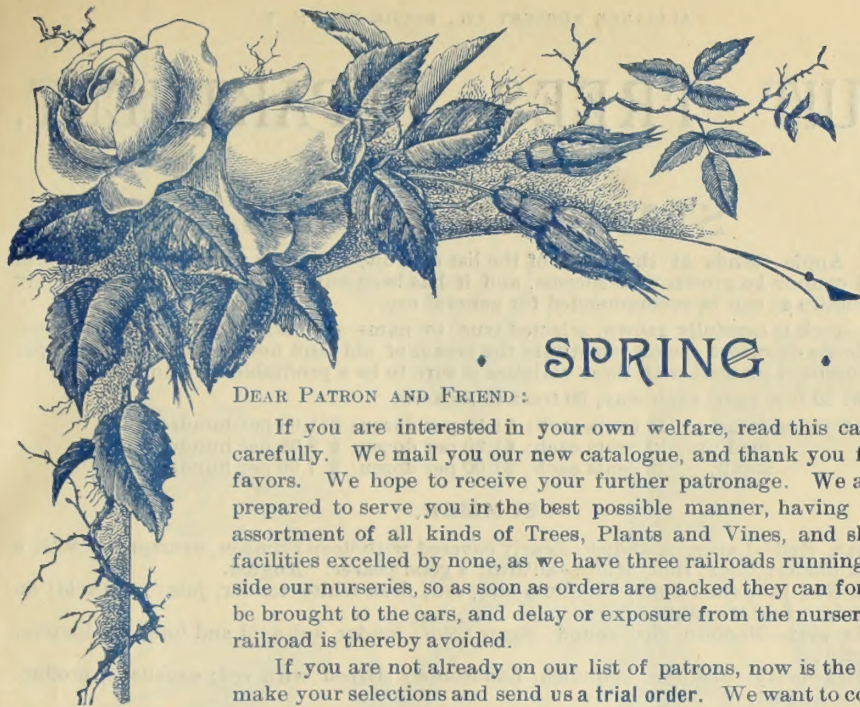 . SPRING .
DEAR PATRON AND FRIEND:
If you are interested in your own welfare, read this ca
carefully. We mail you our new catalogue, and thank you f
favors. We hope to receive your further patronage. We a
prepared to serve you in the best possible manner, having
assortment of all kinds of Trees, Plants and Vines, and sh
facilities excelled by none, as we have three railroads running
side our nurseries, so as soon as orders are packed they can for
be brought to the cars, and delay or exposure from the nurser
railroad is thereby avoided.
If you are not already on our list of patrons, now is the
make your selections and send us a trial order. We want to co